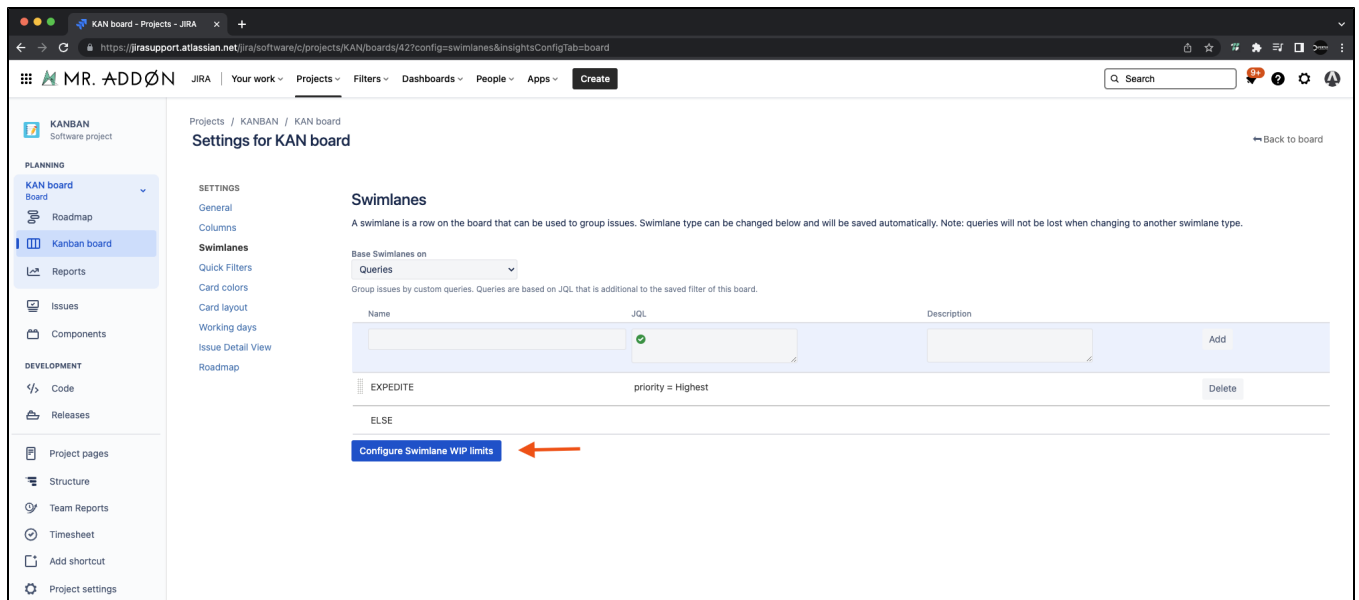 KAN board - Projects - JIRA
https://jirasupport.atlassian.net/jira/software/c/projects/KAN/boards/42?config=swimlanes&insightsConfigTab=board
MR. ADDØN JIRA Your work Projects Filters Dashboards People Apps Create Search 9+
KANBAN
Software project
PLANNING
KAN board
Board
Roadmap
Kanban board
Reports
Issues
Components
DEVELOPMENT
Code
Releases
Project pages
Structure
Team Reports
Timesheet
Add shortcut
Project settings
Projects / KANBAN / KAN board
Settings for KAN board
Back to board
SETTINGS
General
Columns
Swimlanes
Quick Filters
Card colors
Card layout
Working days
Issue Detail View
Roadmap
Swimlanes
A swimlane is a row on the board that can be used to group issues. Swimlane type can be changed below and will be saved automatically. Note: queries will not be lost when changing to another swimlane type.
Base Swimlanes on
Queries
Group issues by custom queries. Queries are based on JQL that is additional to the saved filter of this board.
Name JQL Description
Add
EXPEDITE priority = Highest Delete
ELSE
Configure Swimlane WIP limits